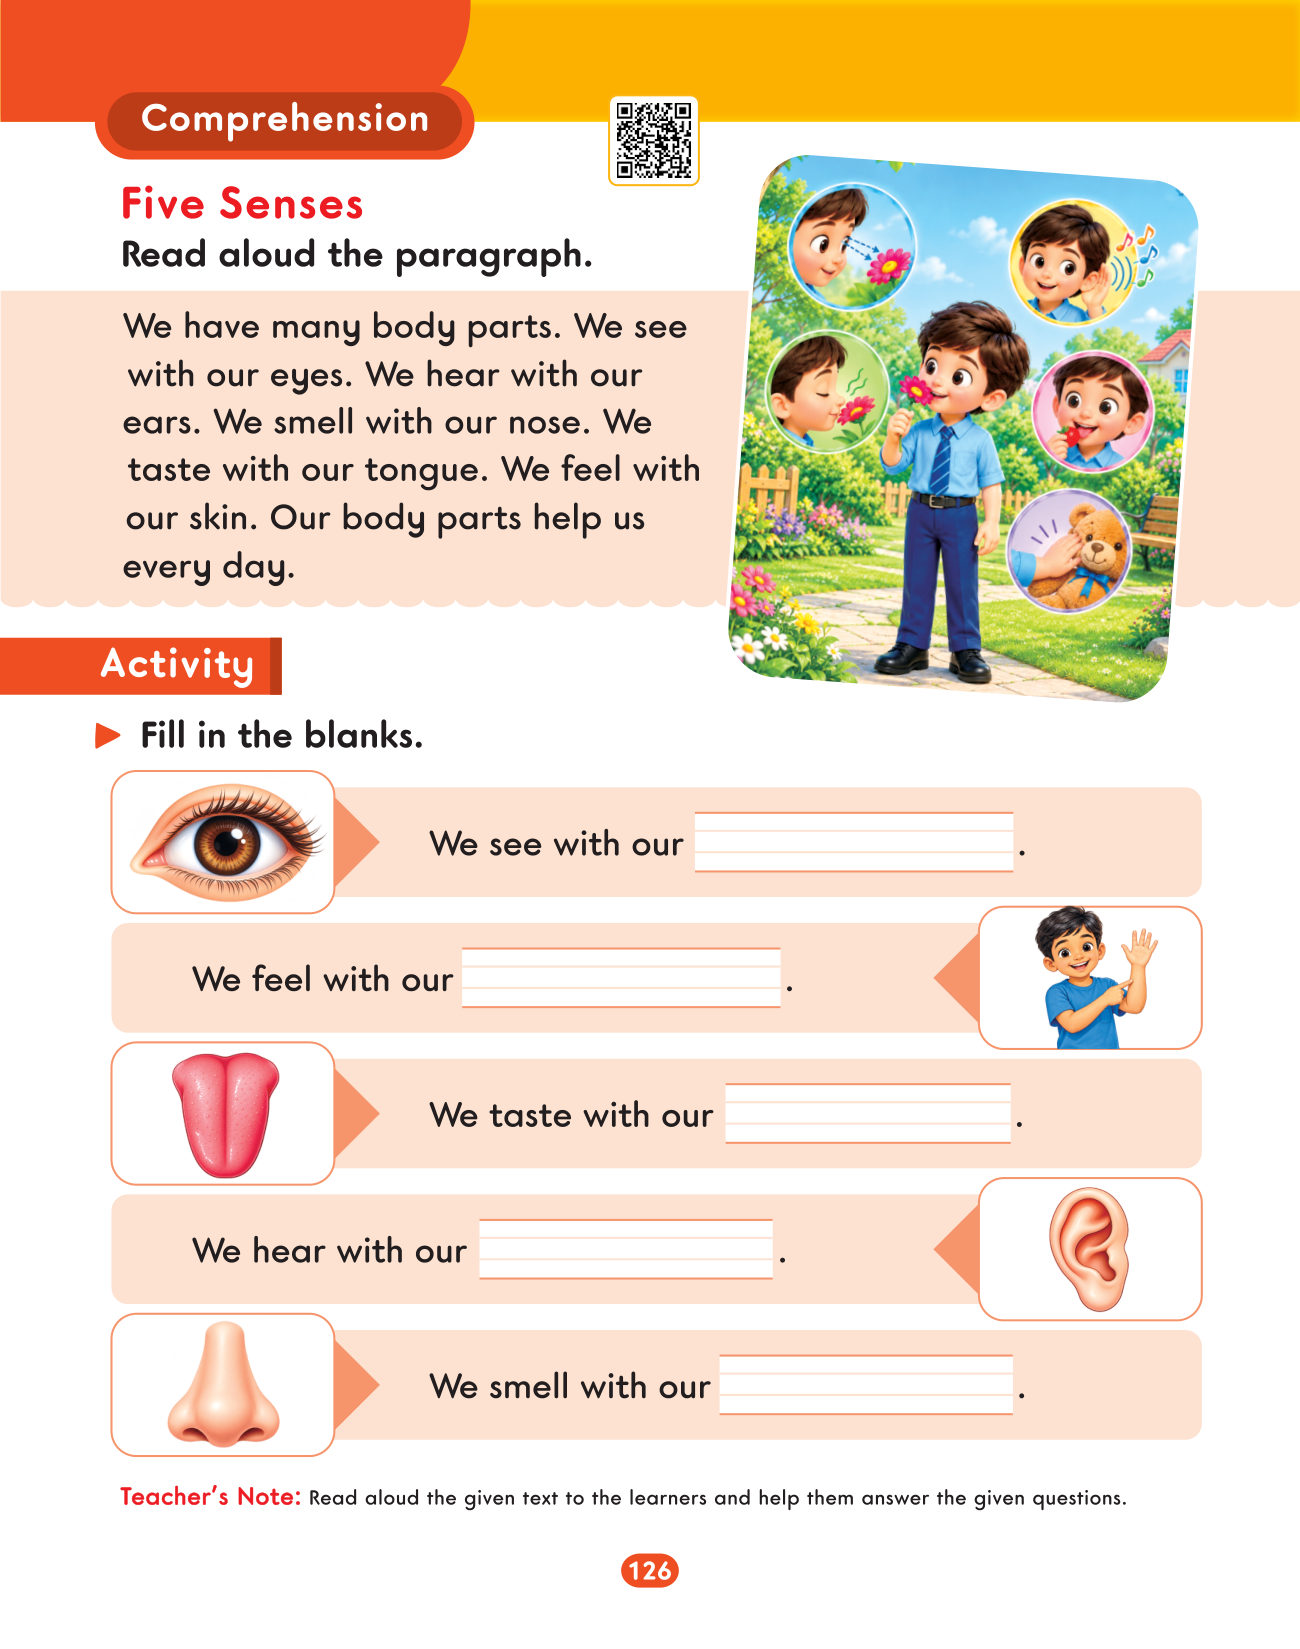 Comprehension
Five Senses
Read aloud the paragraph.
We have many body parts. We see
with our eyes. We hear with our
ears. We smell with our nose. We
taste with our tongue. We feel with
our skin. Our body parts help us
every day.
Activity
Fill in the blanks.
We see with our .
We feel with our .
We taste with our .
We hear with our .
We smell with our .
Teacher's Note: Read aloud the given text to the learners and help them answer the given questions.
126